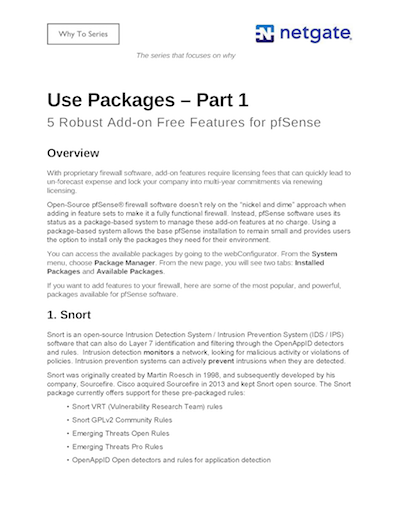 Why To Series
netgate
The series that focuses on why
Use Packages – Part 1
5 Robust Add-on Free Features for pfSense
Overview
With proprietary firewall software, add-on features require licensing fees that can quickly lead to
un-forecast expense and lock your company into multi-year commitments via renewing
licensing.
Open-Source pfSense® firewall software doesn't rely on the "nickel and dime" approach when
adding in feature sets to make it a fully functional firewall. Instead, pfSense software uses its
status as a package-based system to manage these add-on features at no charge. Using a
package-based system allows the base pfSense installation to remain small and provides users
the option to install only the packages they need for their environment.
You can access the available packages by going to the webConfigurator. From the System
menu, choose Package Manager. From the new page, you will see two tabs: Installed
Packages and Available Packages.
If you want to add features to your firewall, here are some of the most popular, and powerful,
packages available for pfSense software.
1. Snort
Snort is an open-source Intrusion Detection System / Intrusion Prevention System (IDS / IPS)
software that can also do Layer 7 identification and filtering through the OpenAppID detectors
and rules. Intrusion detection monitors a network, looking for malicious activity or violations of
policies. Intrusion prevention systems can actively prevent intrusions when they are detected.
Snort was originally created by Martin Roesch in 1998, and subsequently developed by his
company, Sourcefire. Cisco acquired Sourcefire in 2013 and kept Snort open source. The Snort
package currently offers support for these pre-packaged rules:
• Snort VRT (Vulnerability Research Team) rules
• Snort GPLv2 Community Rules
• Emerging Threats Open Rules
• Emerging Threats Pro Rules
• OpenAppID Open detectors and rules for application detection